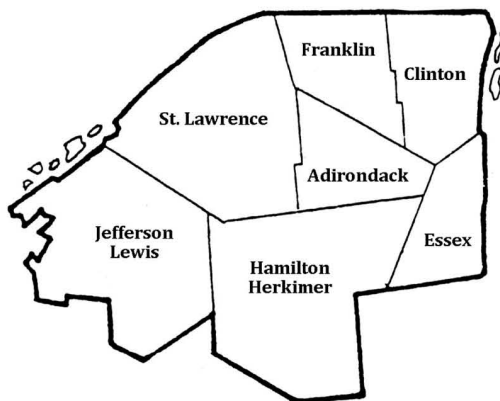 Franklin
Clinton
St. Lawrence
Adirondack
Jefferson
Lewis
Essex
Hamilton
Herkimer